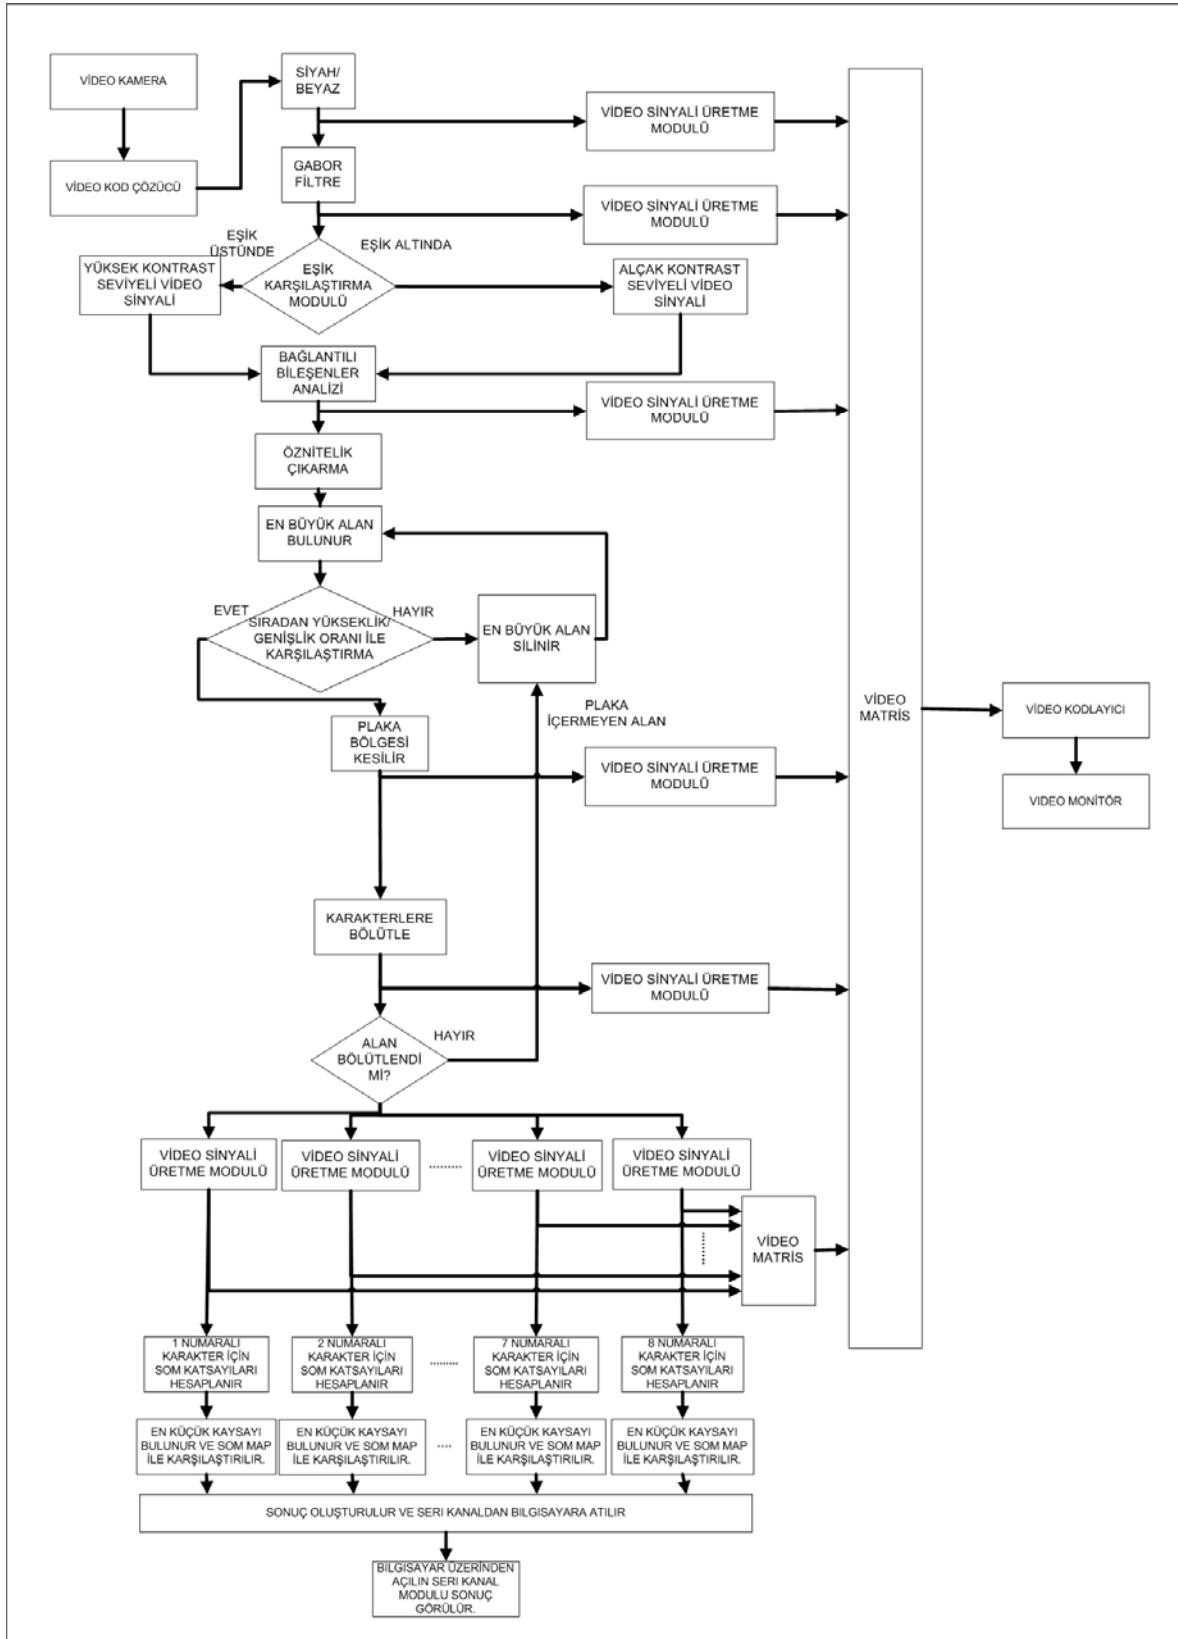 VİDEO KAMERA
SİYAH/
BEYAZ
VİDEO SİNYALİ ÜRETME
MODULÜ
VİDEO KOD ÇÖZÜCÜ
GABOR
FİLTRE
VİDEO SİNYALİ ÜRETME
MODULÜ
EŞİK
ÜSTÜNDE
EŞİK ALTINDA
YÜKSEK KONTRAST
SEVİYELİ VİDEO
SİNYALİ
EŞİK
KARŞILAŞTIRMA
MODULÜ
ALÇAK KONTRAST
SEVİYELİ VİDEO
SİNYALİ
BAĞLANTILI
BİLEŞENLER
ANALİZİ
VİDEO SİNYALİ ÜRETME
MODULÜ
ÖZNİTELİK
ÇIKARMA
EN BÜYÜK ALAN
BULUNUR
EVET
HAYIR
SIRADAN YÜKSEKLİK/
GENİŞLİK ORANI İLE
KARŞILAŞTIRMA
EN BÜYÜK ALAN
SİLİNİR
PLAKA
İÇERMEYEN ALAN
VİDEO
MATRİS
VİDEO KODLAYICI
PLAKA
BÖLGESİ
KESİLİR
VİDEO SİNYALİ ÜRETME
MODULÜ
VIDEO MONİTÖR
KARAKTERLERE
BÖLÜTLE
VİDEO SİNYALİ ÜRETME
MODULÜ
HAYIR
ALAN
BÖLÜTLENDİ
Mİ?
VİDEO SİNYALİ
ÜRETME MODULÜ
VİDEO SİNYALİ
ÜRETME MODULÜ
.........
VİDEO SİNYALİ
ÜRETME MODULÜ
VİDEO SİNYALİ
ÜRETME MODULÜ
VİDEO
MATRİS
1 NUMARALI
KARAKTER İÇİN
SOM KATSAYILARI
HESAPLANIR
2 NUMARALI
KARAKTER İÇİN
SOM KATSAYILARI
HESAPLANIR
.........
7 NUMARALI
KARAKTER İÇİN
SOM KATSAYILARI
HESAPLANIR
8 NUMARALI
KARAKTER İÇİN
SOM KATSAYILARI
HESAPLANIR
EN KÜÇÜK KAYSAYI
BULUNUR VE SOM MAP
İLE KARŞILAŞTIRILIR.
EN KÜÇÜK KAYSAYI
BULUNUR VE SOM MAP
İLE KARŞILAŞTIRILIR.
....
EN KÜÇÜK KAYSAYI
BULUNUR VE SOM MAP
İLE KARŞILAŞTIRILIR.
EN KÜÇÜK KAYSAYI
BULUNUR VE SOM MAP
İLE KARŞILAŞTIRILIR.
SONUÇ OLUŞTURULUR VE SERI KANALDAN BILGISAYARA ATILIR
BILGISAYAR ÜZERİNDEN
AÇILIN SERI KANAL
MODULU SONUÇ
GÖRÜLÜR.